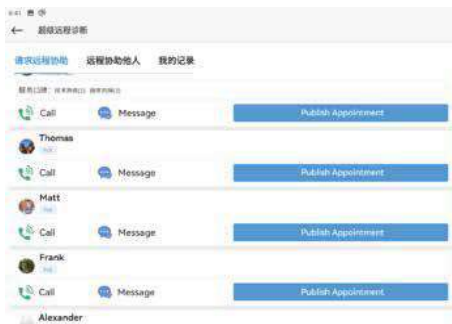 超级远程诊断
请求远程协助 远程协助他人 我的记录
Call Message Publish Appointment
Thomas
Call Message Publish Appointment
Matt
Call Message Publish Appointment
Frank
Call Message Publish Appointment
Alexander